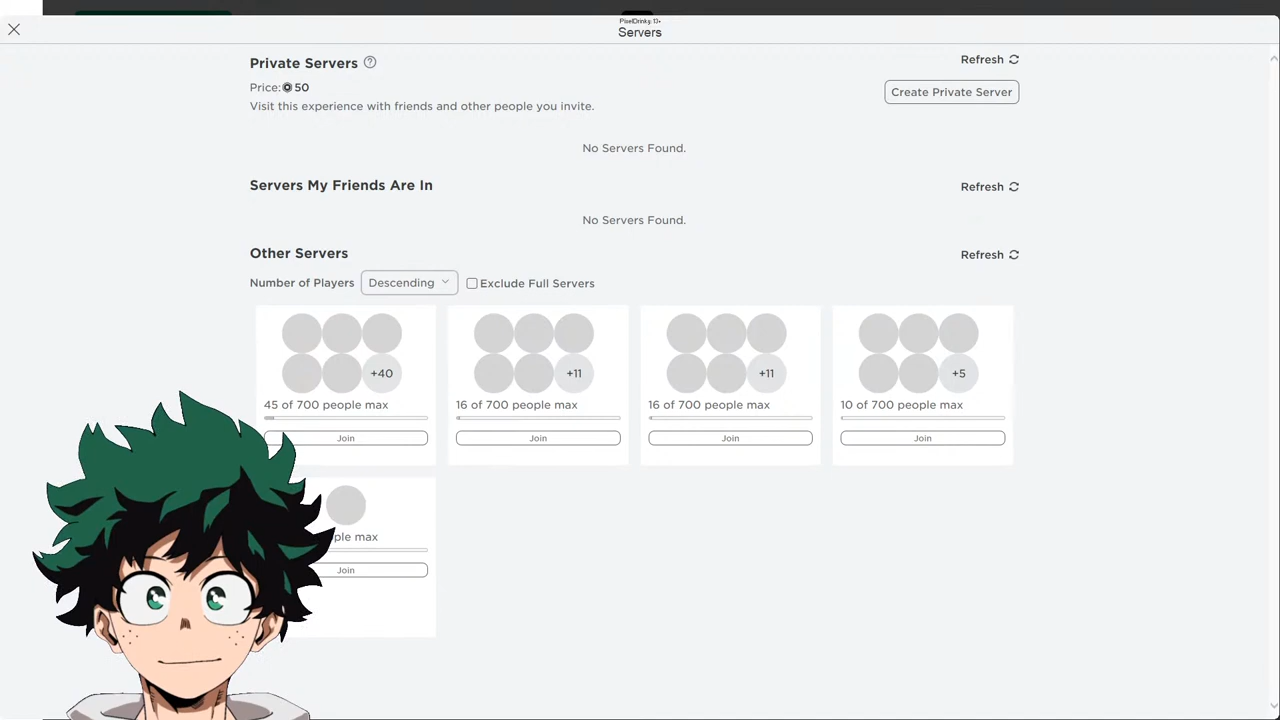 PixelDrinky: 13+
Servers
Private Servers
Refresh
Price: 50
Create Private Server
Visit this experience with friends and other people you invite.
No Servers Found.
Servers My Friends Are In
Refresh
No Servers Found.
Other Servers
Refresh
Number of Players Descending Exclude Full Servers
+40 +11 +11 +5
45 of 700 people max 16 of 700 people max 16 of 700 people max 10 of 700 people max
Join Join Join Join
max
Join